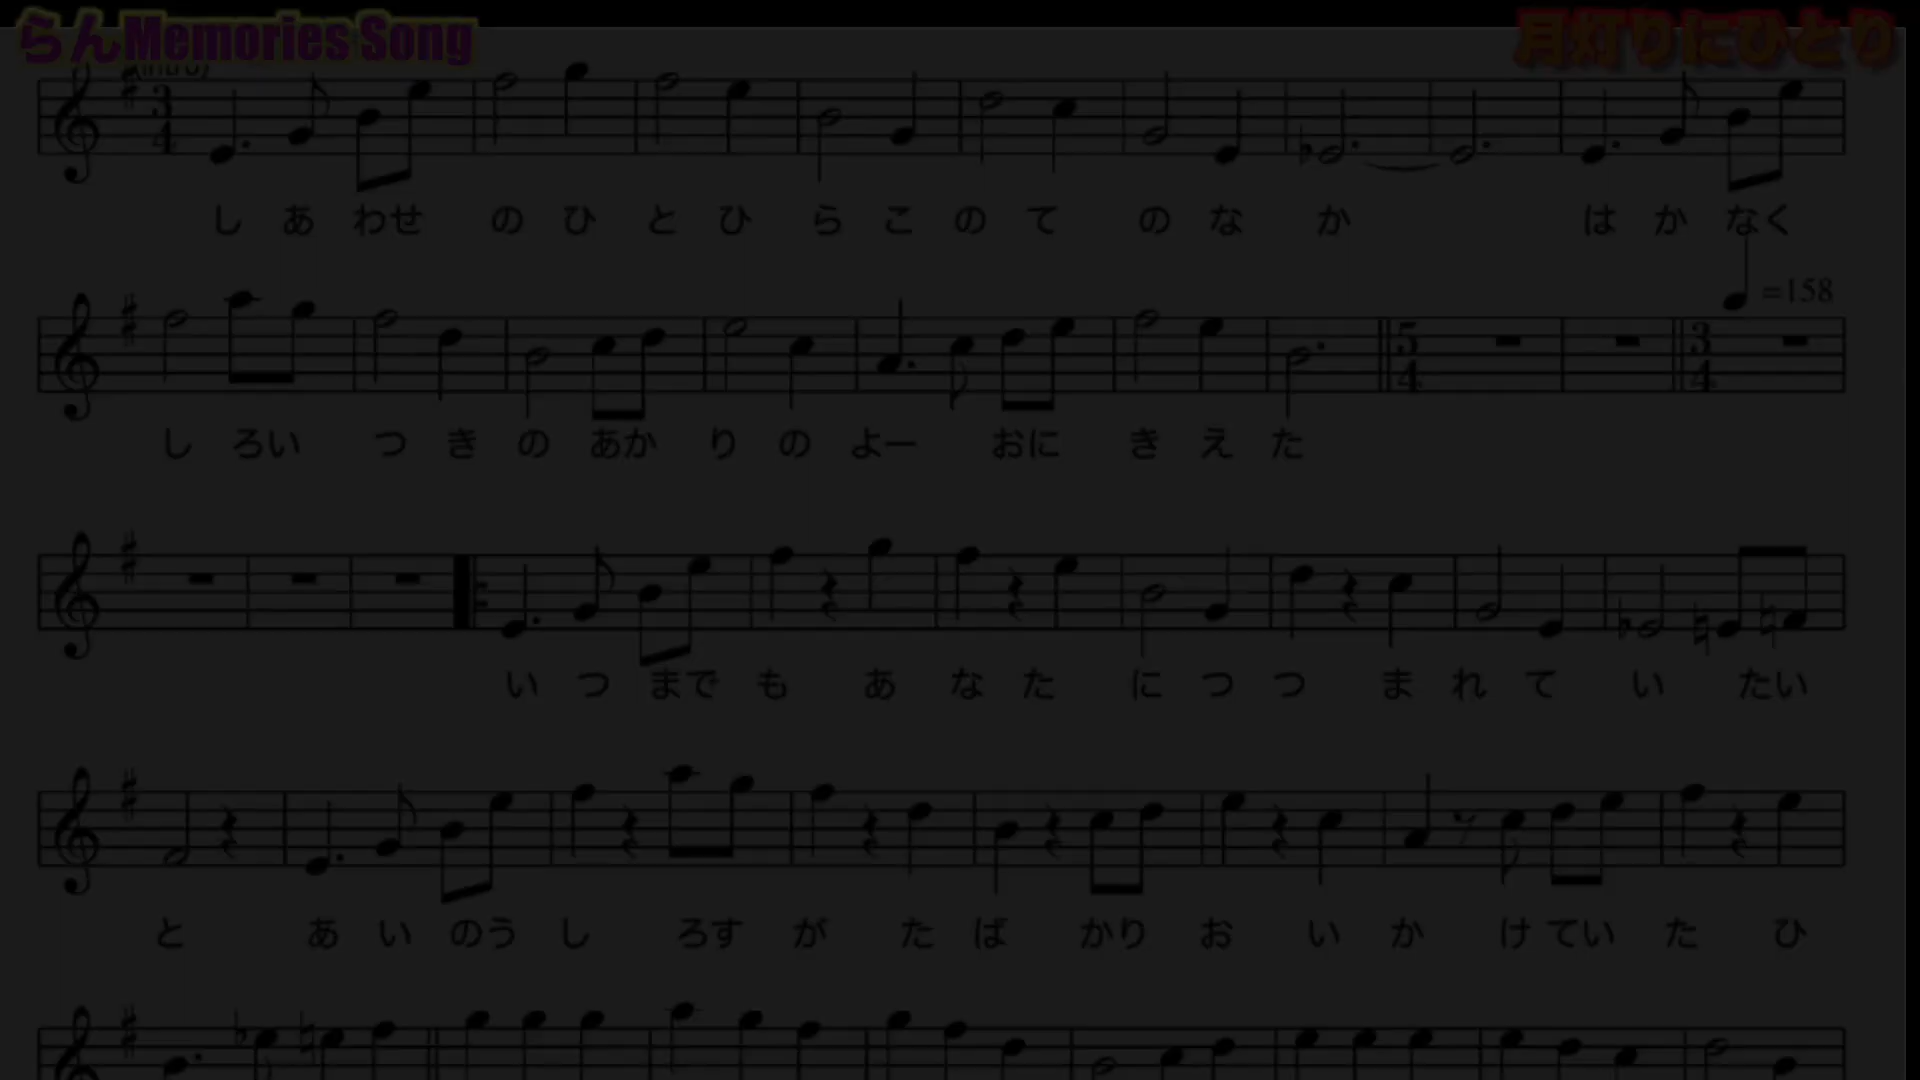 らんMemories Song
月灯りにひとり
(intro)
しあわせのひとひらこのてのなか はかなく
=158
しろいつきのあかりのよーおにきえた
いつまでもあなたにつつまれていたい
とあいのうしろすがたばかりおいかけていたひ